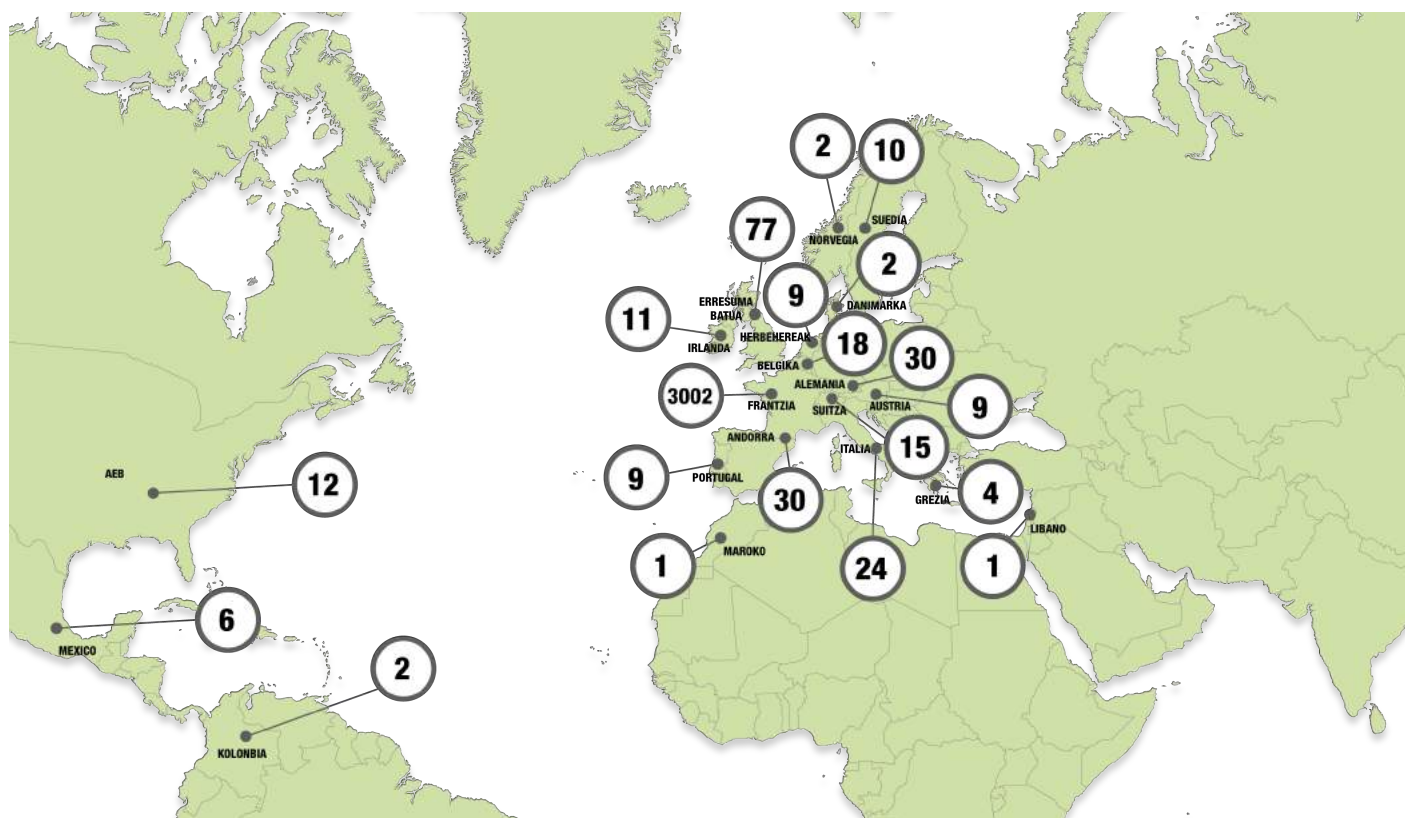 2
10
SUEDIA
NORVEGIA
77
2
9
DANIMARKA
ERRESUMA
BATUA
11
IRLANDA
HERBEHEREAK
18
BELGIKA
30
ALEMANIA
3002
FRANTZIA
SUITZA
AUSTRIA
9
ANDORRA
ITALIA
15
9
PORTUGAL
AEB
12
30
GREZIA
4
LIBANO
MAROKO
1
24
1
6
MEXICO
2
KOLONBIA